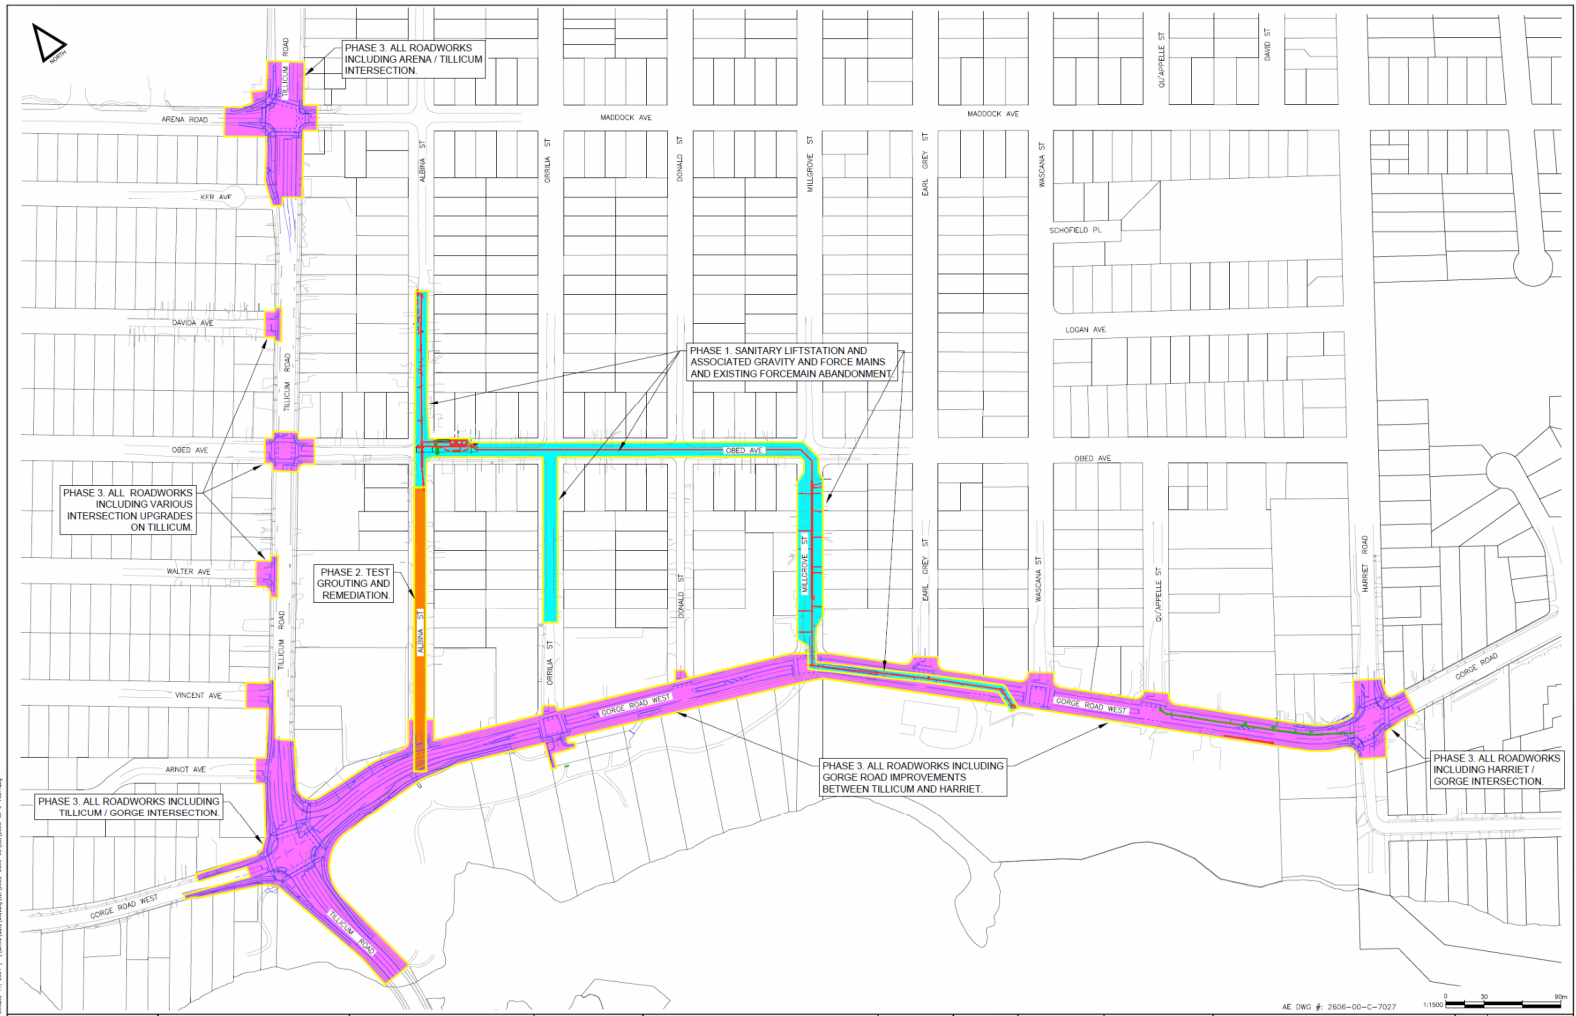 NORTH
TILLICUM ROAD
PHASE 3. ALL ROADWORKS
INCLUDING ARENA / TILLICUM
INTERSECTION.
ARENA ROAD
MADDOCK AVE
MADDOCK AVE
QU'APPELLE ST
DAVID ST
ALBINA ST
ORRILIA ST
DONALD ST
MILLGROVE ST
EARL GREY ST
WASCANA ST
KER AVE
SCHOFIELD PL
DAVIDA AVE
LOGAN AVE
TILLICUM ROAD
PHASE 1. SANITARY LIFTSTATION AND
ASSOCIATED GRAVITY AND FORCE MAINS
AND EXISTING FORCEMAIN ABANDONMENT.
OBED AVE
OBED AVE
OBED AVE
PHASE 3. ALL ROADWORKS
INCLUDING VARIOUS
INTERSECTION UPGRADES
ON TILLICUM.
WALTER AVE
PHASE 2. TEST
GROUTING AND
REMEDIATION.
MILLGROVE ST
EARL GREY ST
WASCANA ST
QU'APPELLE ST
HARRIET ROAD
DONALD ST
ALBINA ST
ORRILIA ST
TILLICUM ROAD
GORGE ROAD
VINCENT AVE
GORGE ROAD WEST
GORGE ROAD WEST
ARNOT AVE
PHASE 3. ALL ROADWORKS INCLUDING
GORGE ROAD IMPROVEMENTS
BETWEEN TILLICUM AND HARRIET.
PHASE 3. ALL ROADWORKS
INCLUDING HARRIET /
GORGE INTERSECTION.
PHASE 3. ALL ROADWORKS INCLUDING
TILLICUM / GORGE INTERSECTION.
GORGE ROAD WEST
TILLICUM ROAD
AE DWG #: 2606-00-C-7027
1:1500
0 30 90m